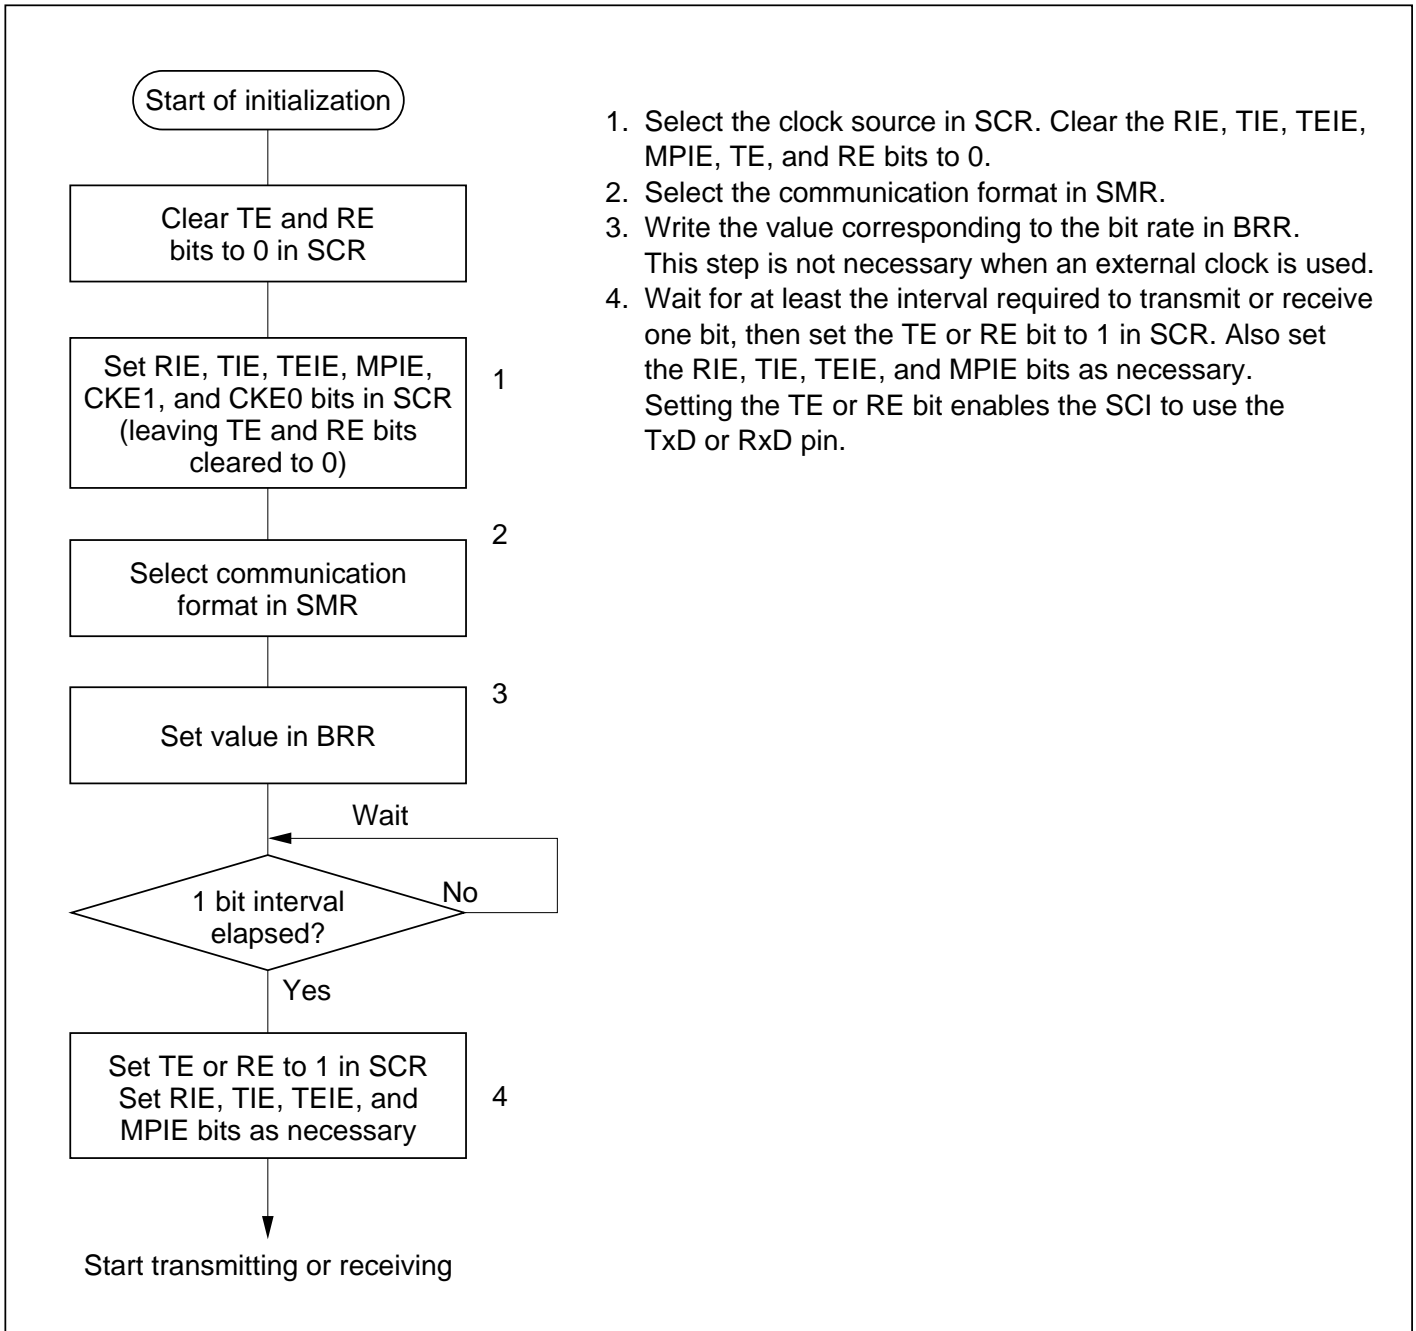 Start of initialization
Clear TE and RE
bits to 0 in SCR
Set RIE, TIE, TEIE, MPIE,
CKE1, and CKE0 bits in SCR
(leaving TE and RE bits
cleared to 0)
1
2
Select communication
format in SMR
3
Set value in BRR
Wait
1 bit interval
elapsed?
No
Yes
Set TE or RE to 1 in SCR
Set RIE, TIE, TEIE, and
MPIE bits as necessary
4
Start transmitting or receiving
1. Select the clock source in SCR. Clear the RIE, TIE, TEIE,
MPIE, TE, and RE bits to 0.
2. Select the communication format in SMR.
3. Write the value corresponding to the bit rate in BRR.
This step is not necessary when an external clock is used.
4. Wait for at least the interval required to transmit or receive
one bit, then set the TE or RE bit to 1 in SCR. Also set
the RIE, TIE, TEIE, and MPIE bits as necessary.
Setting the TE or RE bit enables the SCI to use the
TxD or RxD pin.